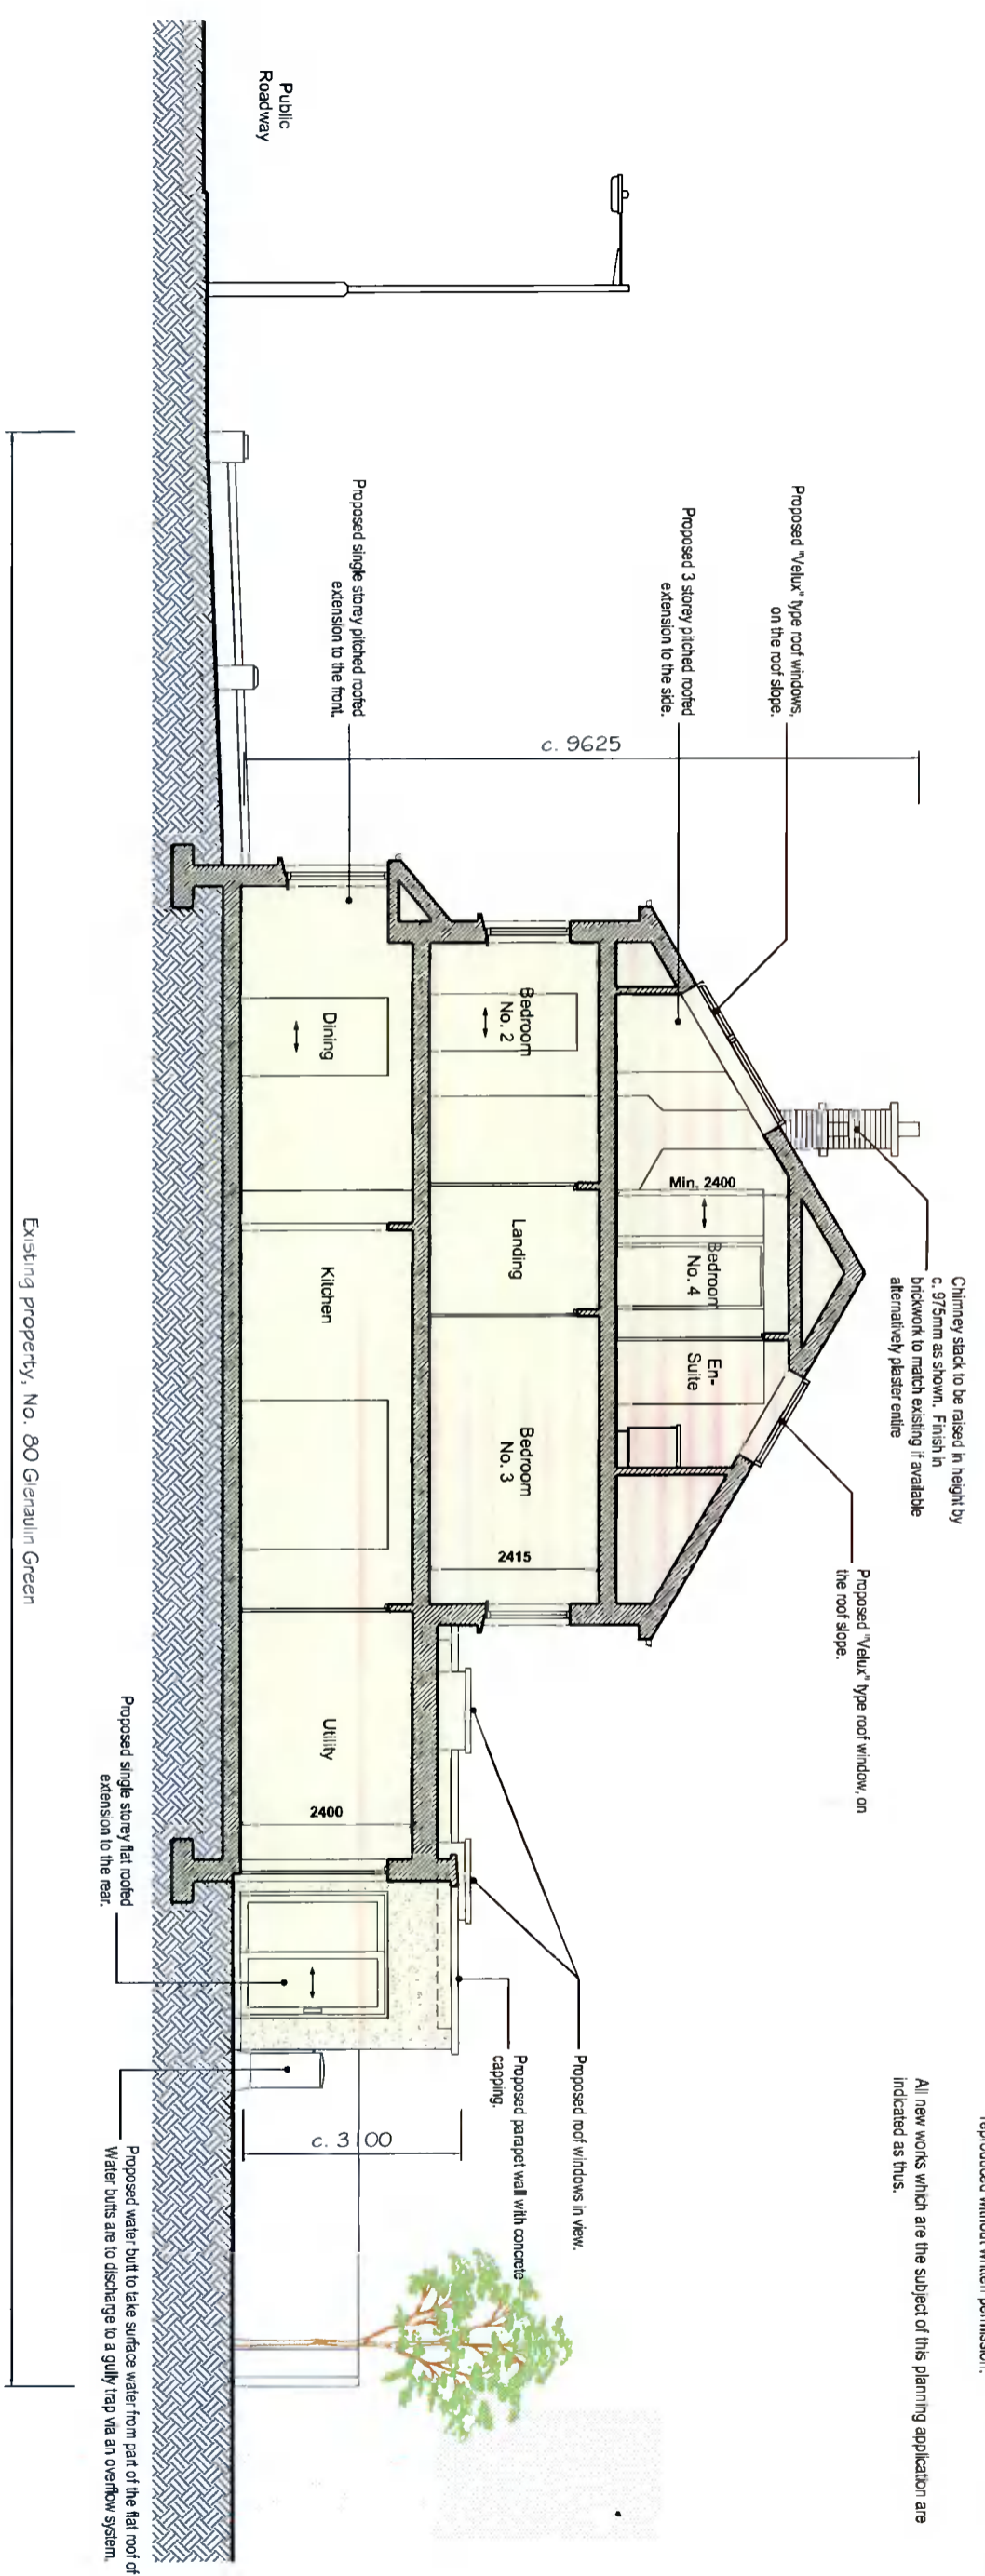 reproduced without written permission.
All new works which are the subject of this planning application are
indicated as thus.
Public
Roadway
Proposed "Velux" type roof windows,
on the roof slope.
Proposed 3 storey pitched roofed
extension to the side.
Proposed single storey pitched roofed
extension to the front.
c. 9625
Chimney stack to be raised in height by
c. 975mm as shown. Finish in
brickwork to match existing if available
alternatively plaster entire
Proposed "Velux" type roof window, on
the roof slope.
Min. 2400
Bedroom
No. 4
En-
Suite
Bedroom
No. 2
Landing
Bedroom
No. 3
2415
Dining
Kitchen
Utility
2400
Proposed roof windows in view.
Proposed parapet wall with concrete
capping.
c. 3100
Proposed single storey flat roofed
extension to the rear.
Proposed water butt to take surface water from part of the flat roof of
Water butts are to discharge to a gully trap via an overflow system.
Existing property, No. 80 Glenaulin Green